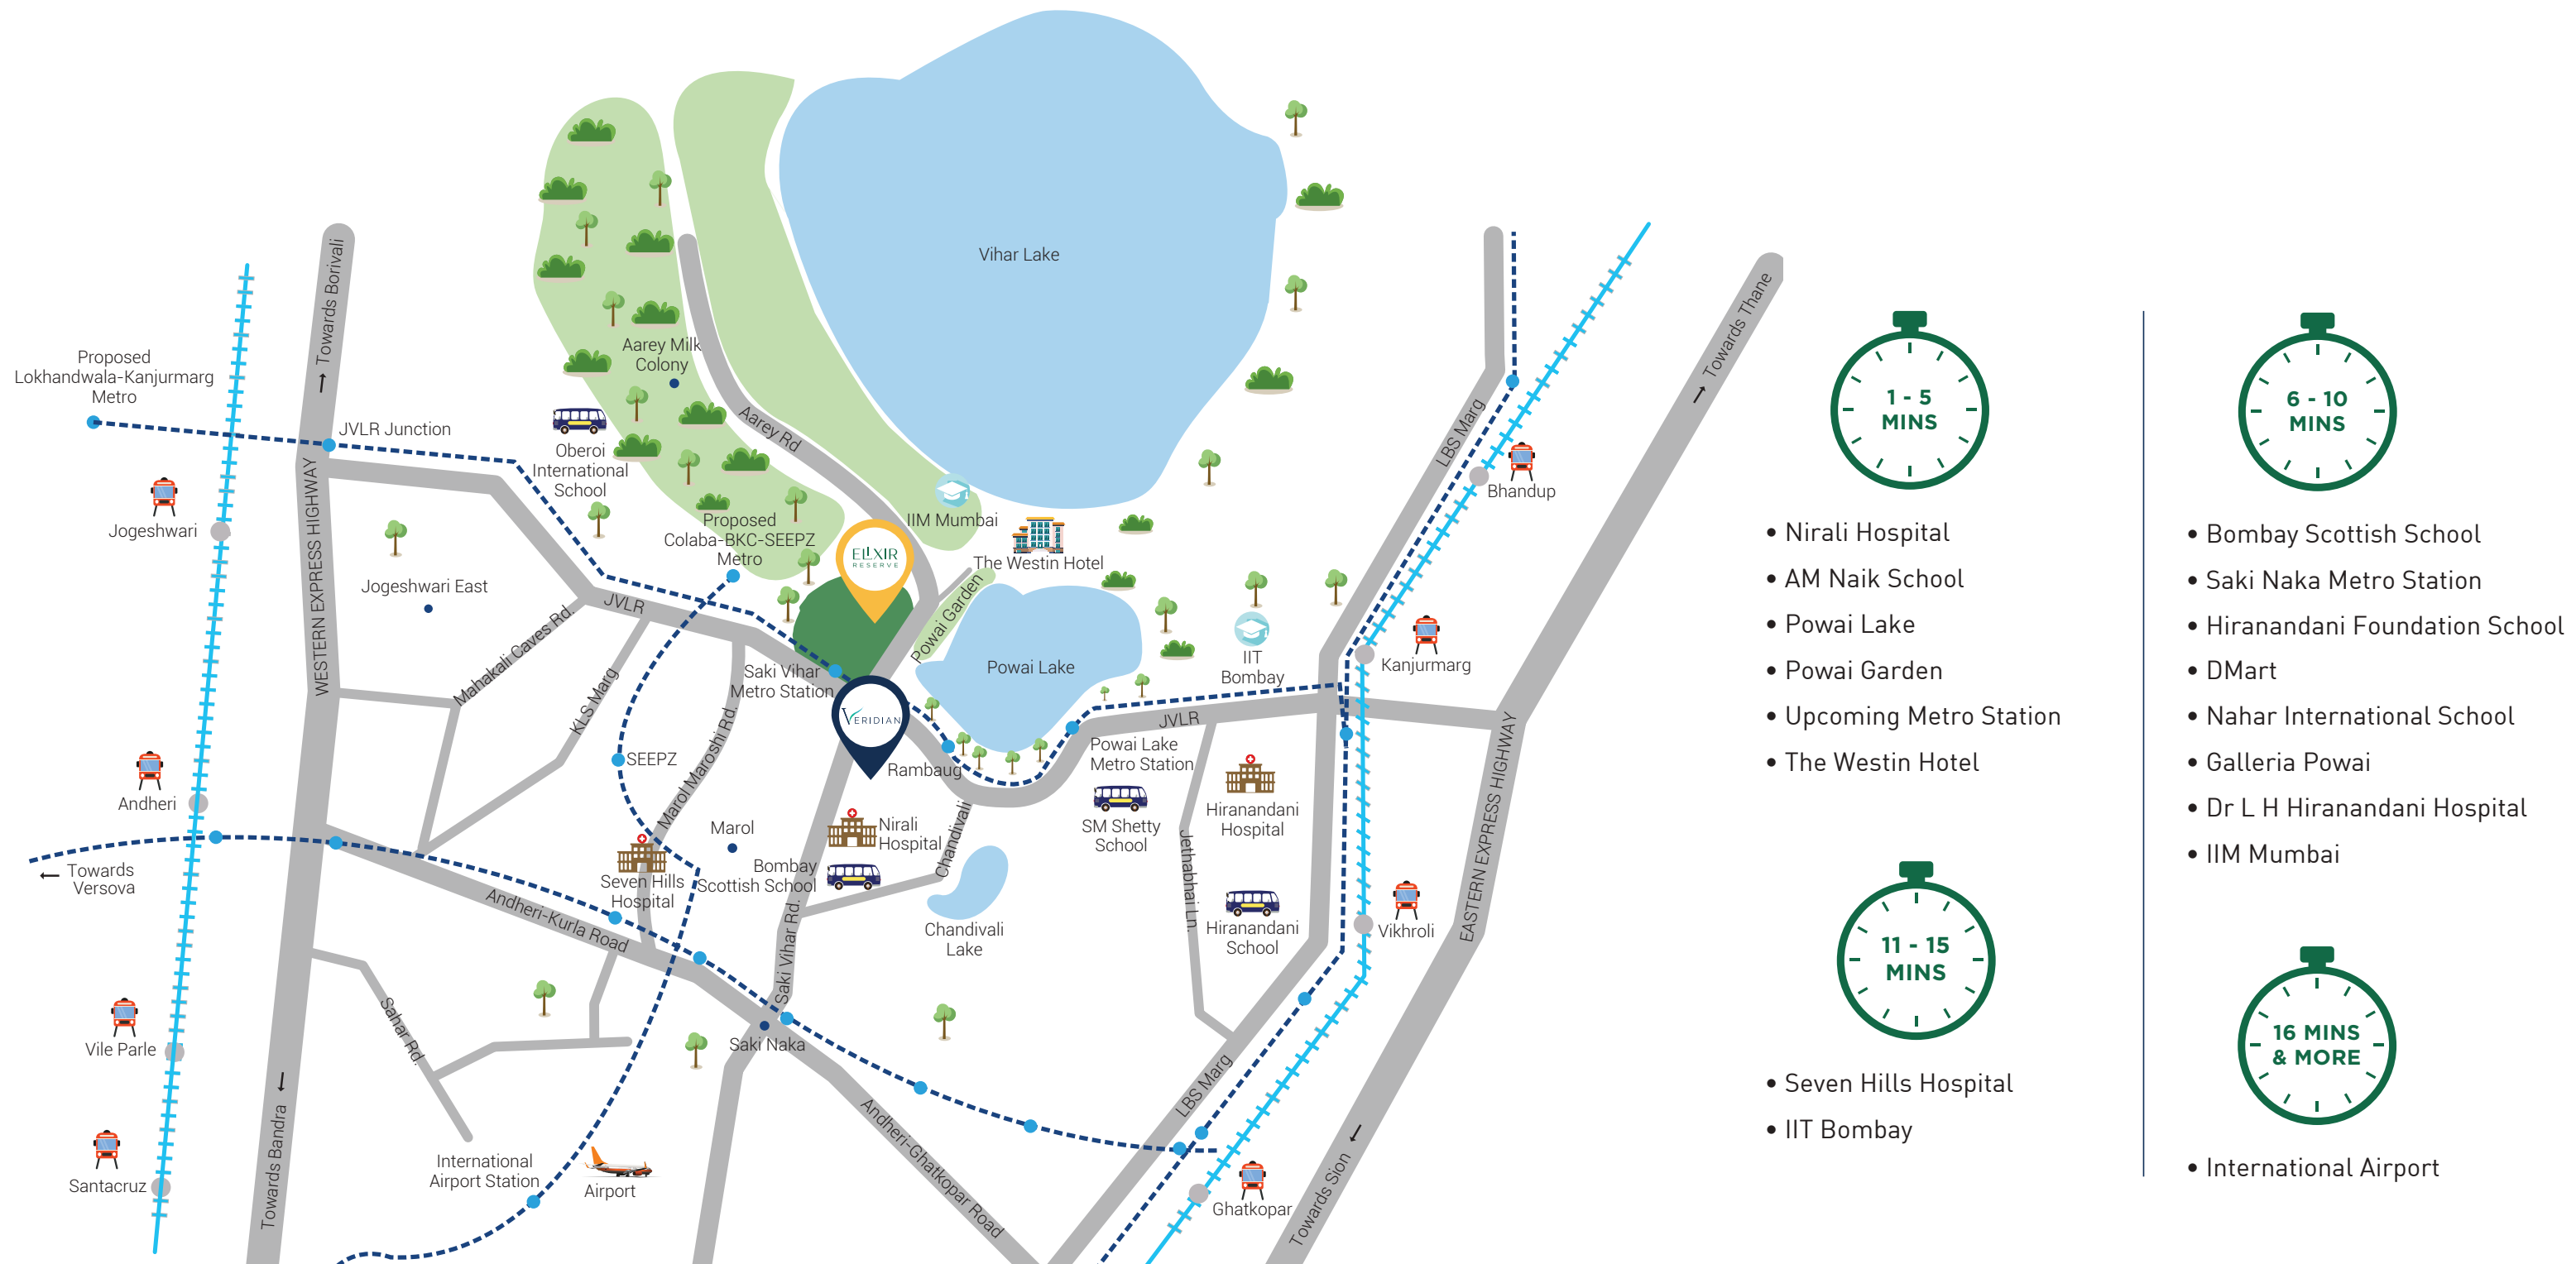 Vihar Lake
Towards Borivali
Towards Thane
Proposed
Lokhandwala-Kanjurmarg
Metro
Aarey Milk
Colony
Aarey Rd
JVLR Junction
Oberoi
International
School
LBS Marg
Bhandup
Jogeshwari
WESTERN EXPRESS HIGHWAY
Proposed
Colaba-BKC-SEEPZ
Metro
IIM Mumbai
The Westin Hotel
ELIXIR
RESERVE
Jogeshwari East
JVLR
Mahakali Caves Rd.
Powai Garden
Powai Lake
IIT
Bombay
Kanjurmarg
KLS Marg
Saki Vihar
Metro Station
VERIDIAN
JVLR
SEEPZ
Marol Maroshi Rd.
Rambaug
Powai Lake
Metro Station
Andheri
SM Shetty
School
Hiranandani
Hospital
EASTERN EXPRESS HIGHWAY
Marol
Nirali
Hospital
Chandivali
Jethabhai Ln.
Towards
Versova
Seven Hills
Hospital
Bombay
Scottish School
Andheri-Kurla Road
Saki Vihar Rd.
Chandivali
Lake
Hiranandani
School
Vikhroli
Sahar Rd.
Saki Naka
Vile Parle
LBS Marg
Towards Bandra
Andheri-Ghatkopar Road
International
Airport Station
Airport
Santacruz
Ghatkopar
Towards Sion
1 - 5
MINS
• Nirali Hospital
• AM Naik School
• Powai Lake
• Powai Garden
• Upcoming Metro Station
• The Westin Hotel
11 - 15
MINS
• Seven Hills Hospital
• IIT Bombay
6 - 10
MINS
• Bombay Scottish School
• Saki Naka Metro Station
• Hiranandani Foundation School
• DMart
• Nahar International School
• Galleria Powai
• Dr L H Hiranandani Hospital
• IIM Mumbai
16 MINS
& MORE
• International Airport